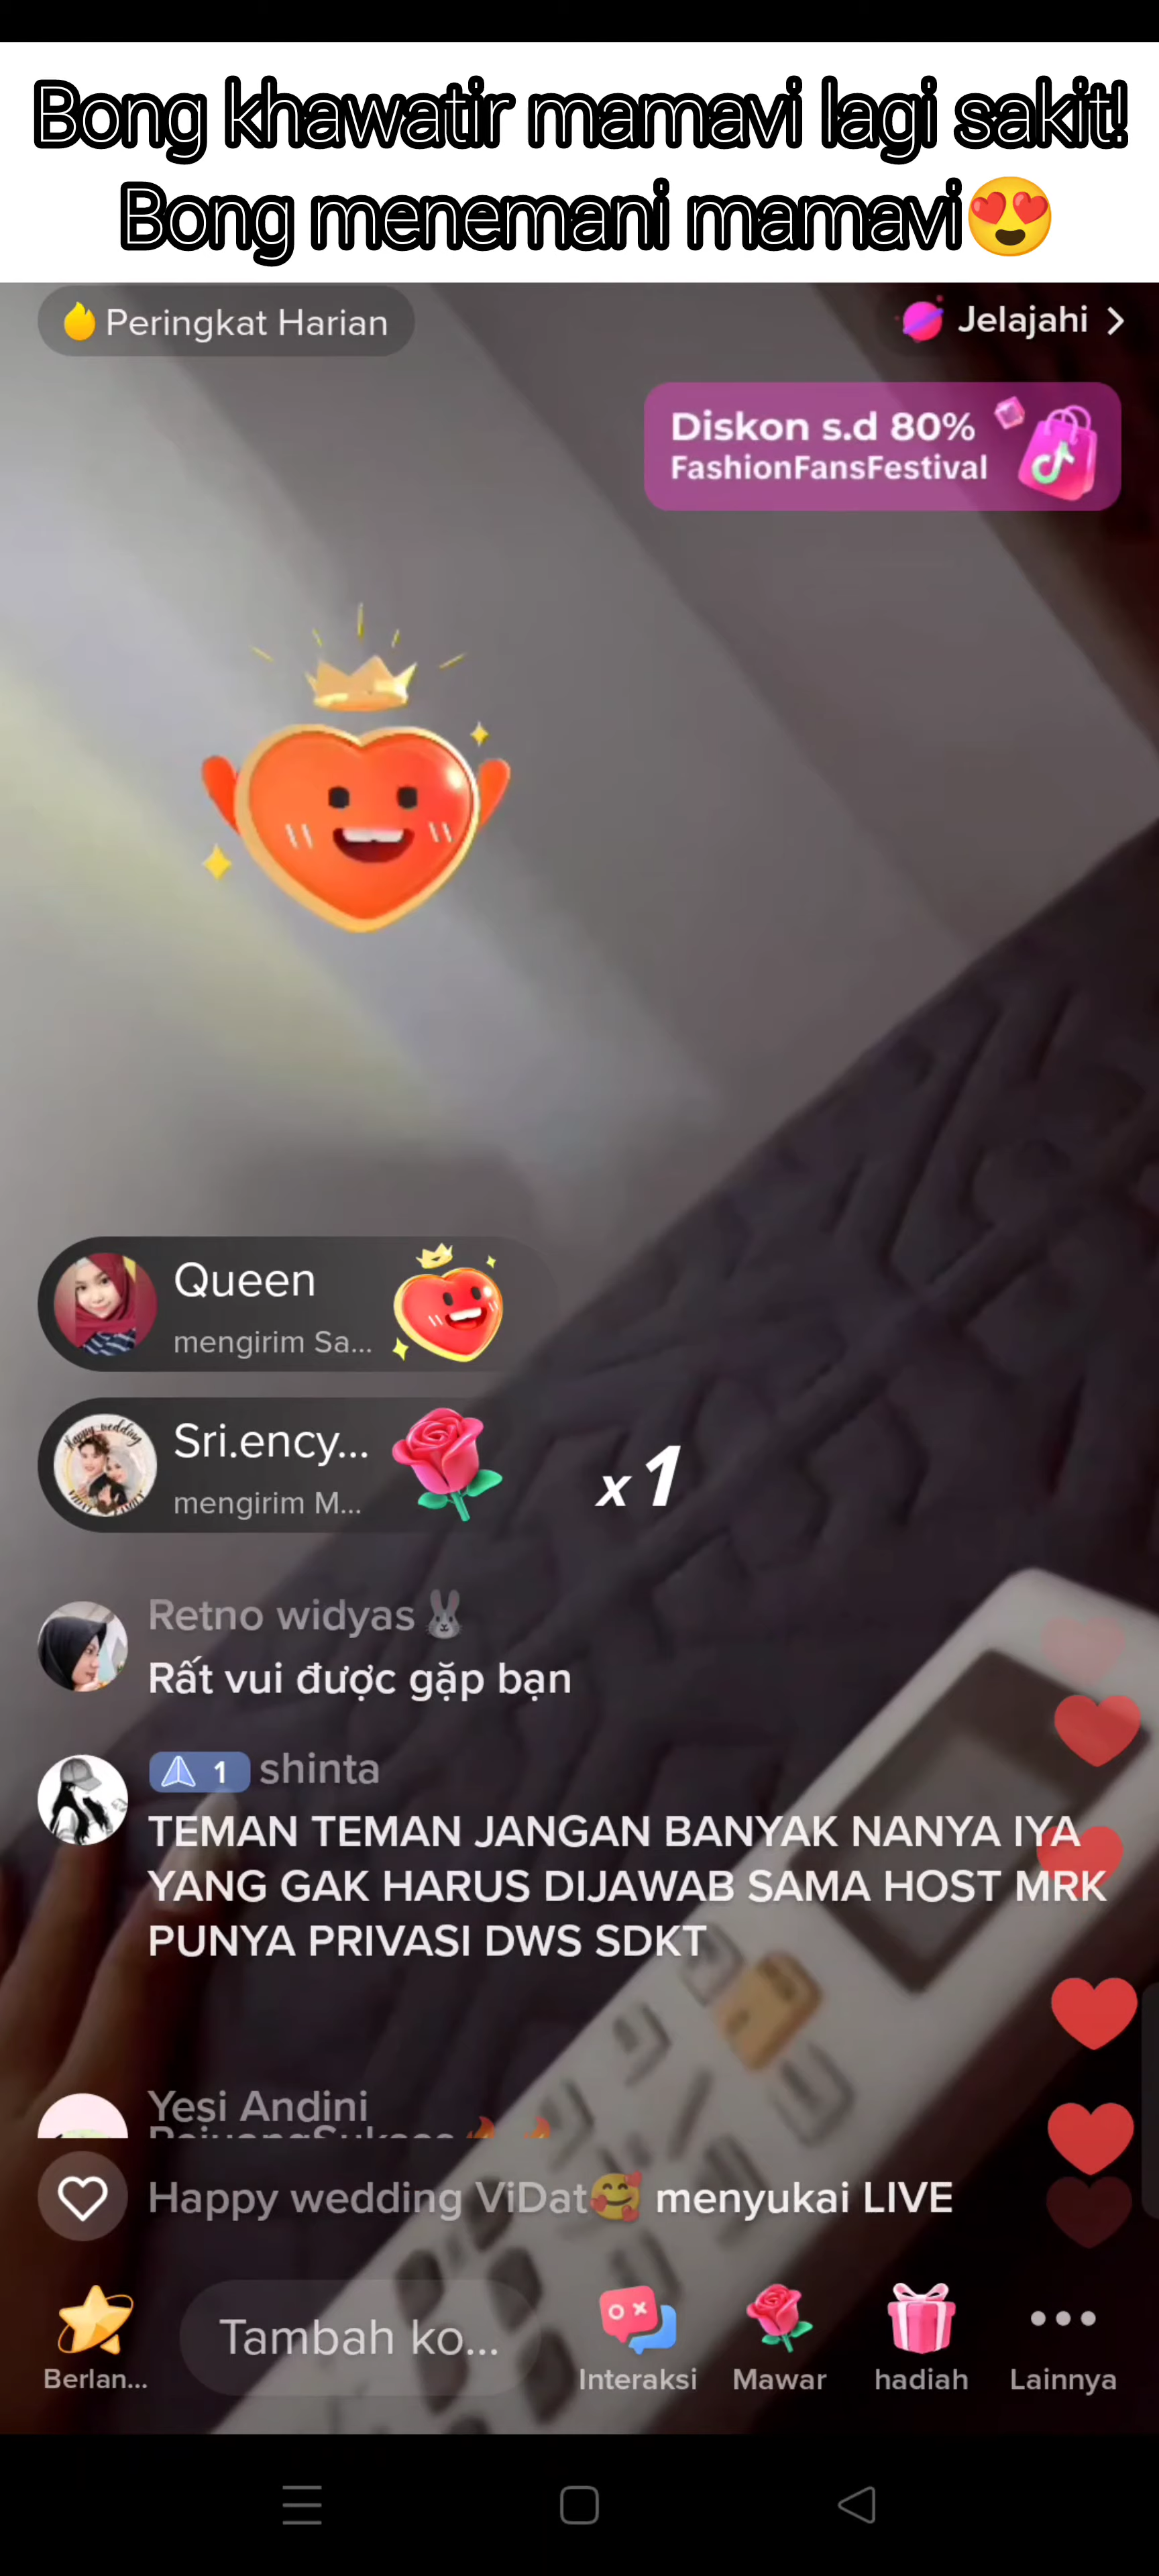 Bong khawatir mamavi lagi sakit!
Bong menemani mamavi😍
Peringkat Harian
Jelajahi >
Diskon s.d 80%
FashionFansFestival
Queen
mengirim Sa...
Sri.ency...
mengirim M...
x1
Retno widyas🐰
Rất vui được gặp bạn
1 shinta
TEMAN TEMAN JANGAN BANYAK NANYA IYA
YANG GAK HARUS DIJAWAB SAMA HOST MRK
PUNYA PRIVASI DWS SDKT
Yesi Andini
Happy wedding ViDat🥰 menyukai LIVE
Tambah ko...
Berlan...
Interaksi
Mawar
hadiah
Lainnya